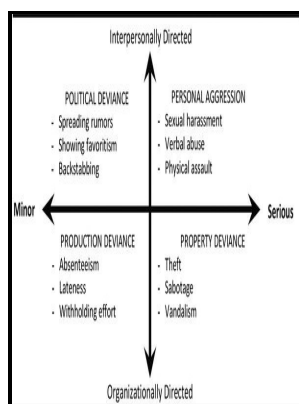 Interpersonally Directed
POLITICAL DEVIANCE
- Spreading rumors
- Showing favoritism
- Backstabbing
PERSONAL AGGRESSION
- Sexual harassment
- Verbal abuse
- Physical assault
Minor
Serious
PRODUCTION DEVIANCE
- Absenteeism
- Lateness
- Withholding effort
PROPERTY DEVIANCE
- Theft
- Sabotage
- Vandalism
Organizationally Directed